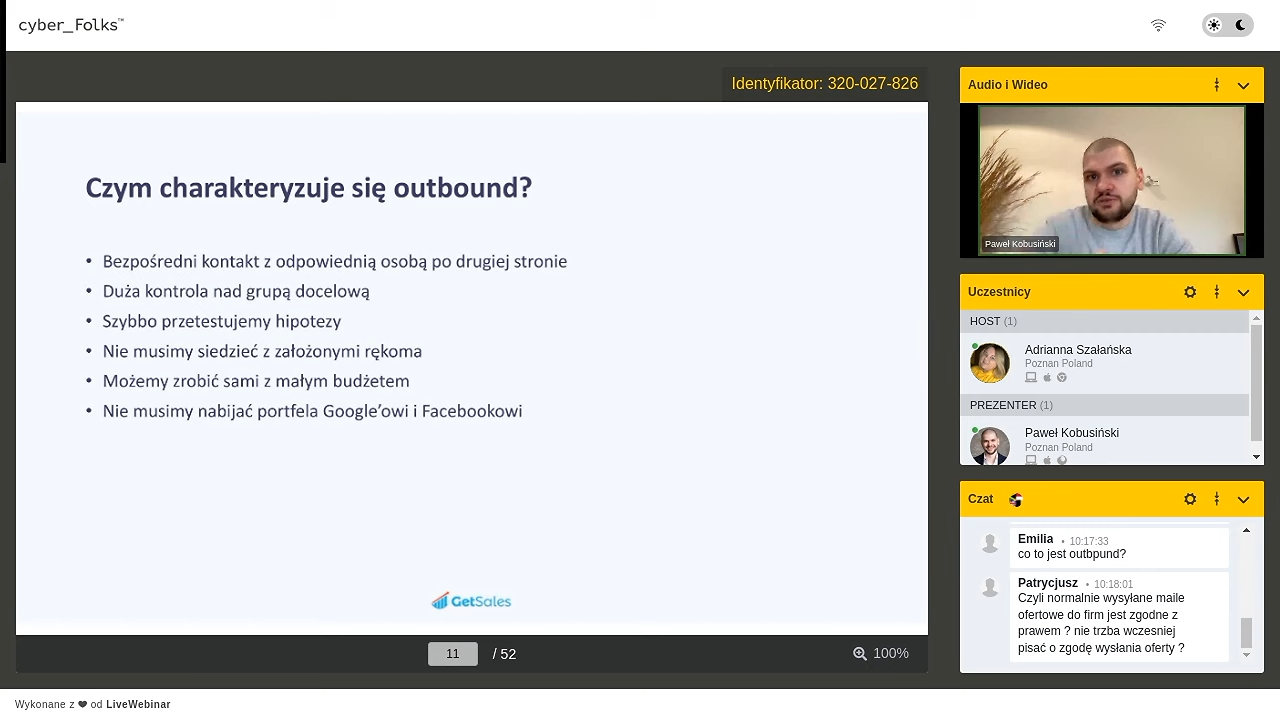 cyber_Folks™
Identyfikator: 320-027-826
Czym charakteryzuje się outbound?
• Bezpośredni kontakt z odpowiednią osobą po drugiej stronie
• Duża kontrola nad grupą docelową
• Szybbo przetestujemy hipotezy
• Nie musimy siedzieć z założonymi rękoma
• Możemy zrobić sami z małym budżetem
• Nie musimy nabijać portfela Google’owi i Facebookowi
GetSales
11 / 52
100%
Audio i Wideo
Paweł Kobusiński
Uczestnicy
HOST (1)
Adrianna Szałańska
Poznan Poland
PREZENTER (1)
Paweł Kobusiński
Poznan Poland
Czat
Emilia • 10:17:33
co to jest outbpund?
Patrycjusz • 10:18:01
Czyli normalnie wysyłane maile
ofertowe do firm jest zgodne z
prawem ? nie trzba wczesniej
pisać o zgodę wysłania oferty ?
Wykonane z ❤ od LiveWebinar